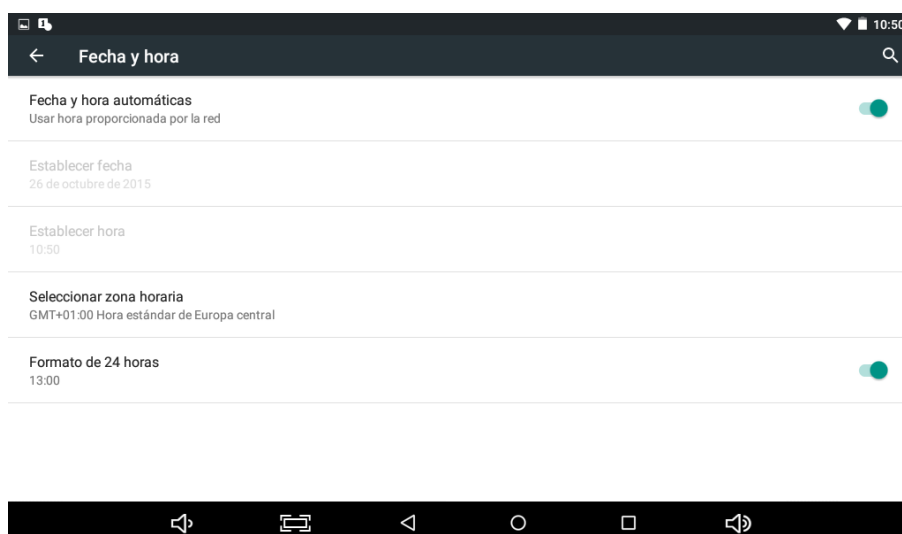 10:50
Fecha y hora
Fecha y hora automáticas
Usar hora proporcionada por la red
Establecer fecha
26 de octubre de 2015
Establecer hora
10:50
Seleccionar zona horaria
GMT+01:00 Hora estándar de Europa central
Formato de 24 horas
13:00